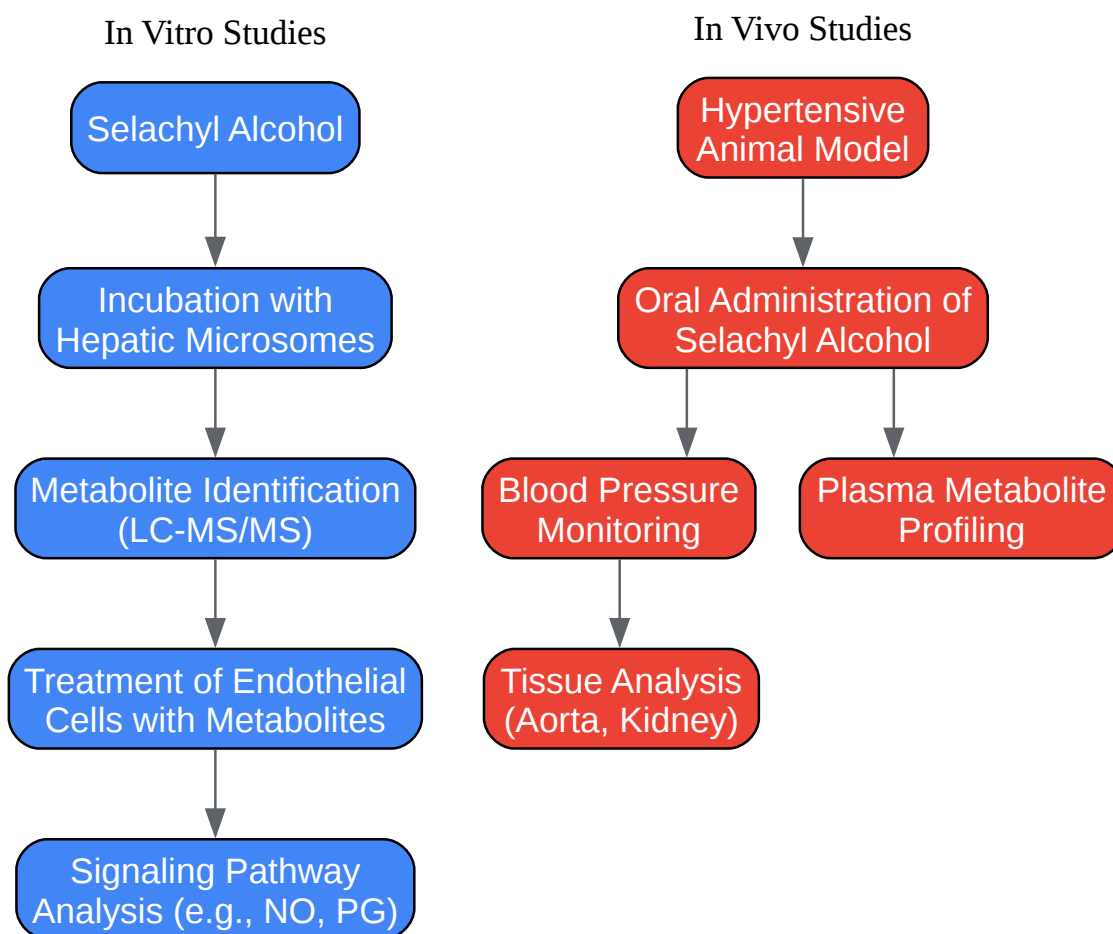 In Vitro Studies
Selachyl Alcohol
Incubation with
Hepatic Microsomes
Metabolite Identification
(LC-MS/MS)
Treatment of Endothelial
Cells with Metabolites
Signaling Pathway
Analysis (e.g., NO, PG)
In Vivo Studies
Hypertensive
Animal Model
Oral Administration of
Selachyl Alcohol
Blood Pressure
Monitoring
Plasma Metabolite
Profiling
Tissue Analysis
(Aorta, Kidney)